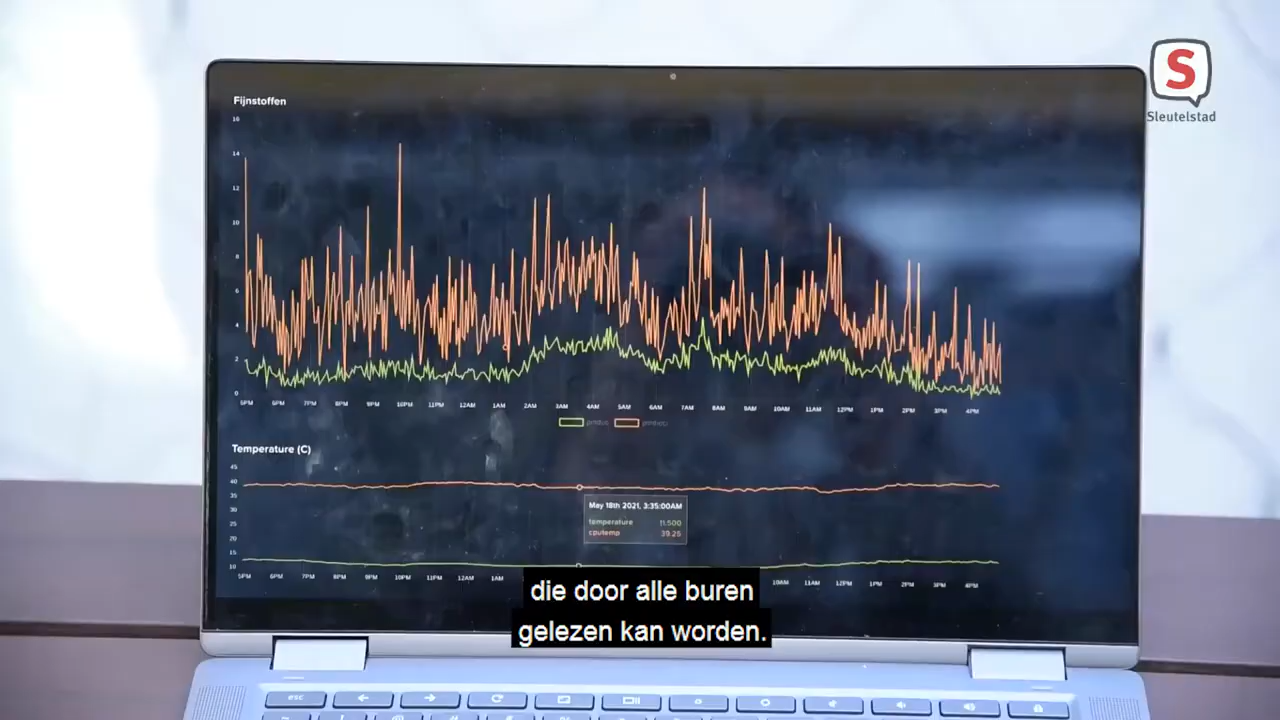 S
Sleutelstad
Fijnstoffen
16
14
12
10
8
6
4
2
0
5PM 6PM 7PM 8PM 9PM 10PM 11PM 12AM 1AM 2AM 3AM 4AM 5AM 6AM 7AM 8AM 9AM 10AM 11AM 12PM 1PM 2PM 3PM 4PM
Temperature (C)
45
40
35
30
25
20
15
10
May 18th 2021, 3:35:00AM
temperature 11.500
cputemp 39.25
5PM 6PM 7PM 8PM 9PM 10PM 11PM 12AM 1AM 10AM 11AM 12PM 1PM 2PM 3PM 4PM
die door alle buren
gelezen kan worden.
esc